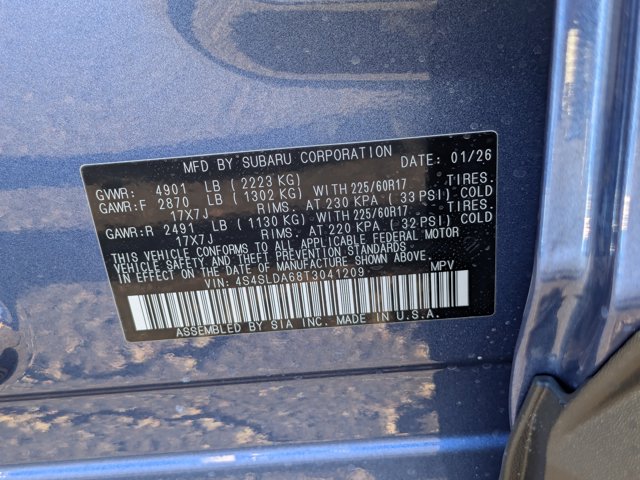 MFD BY SUBARU CORPORATION DATE: 01/26
GVWR: 4901 LB (2223 KG)
GAWR:F 2870 LB (1302 KG) WITH 225/60R17 TIRES.
17X7J RIMS. AT 230 KPA (33 PSI) COLD
GAWR:R 2491 LB (1130 KG) WITH 225/60R17 TIRES.
17X7J RIMS. AT 220 KPA (32 PSI) COLD
THIS VEHICLE CONFORMS TO ALL APPLICABLE FEDERAL MOTOR
VEHICLE SAFETY AND THEFT PREVENTION STANDARDS
IN EFFECT ON THE DATE OF MANUFACTURE SHOWN ABOVE.
VIN: 4S4SLDA68T3041209 MPV
ASSEMBLED BY SIA INC. MADE IN U.S.A.